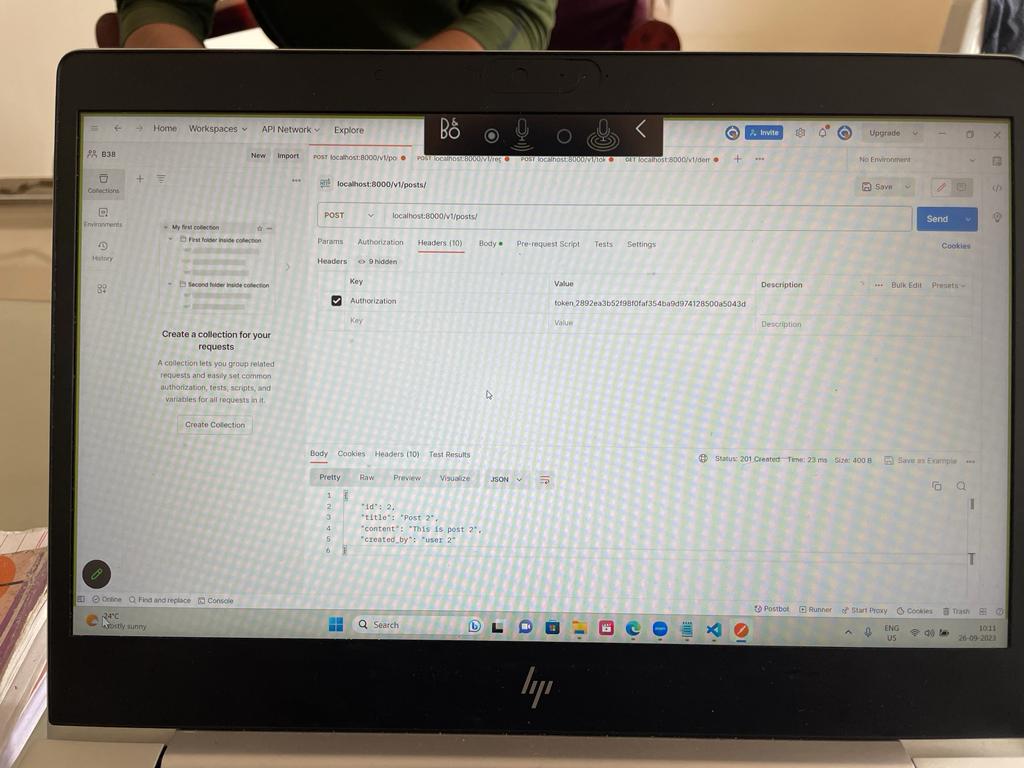 Home Workspaces API Network Explore
B&O
Invite
Upgrade
B38
New Import
POST localhost:8000/v1/po
POST localhost:8000/v1/reg
POST localhost:8000/v1/tok
GET localhost:8000/v1/dem
No Environment
Collections
Environments
History
localhost:8000/v1/posts/
Save
POST localhost:8000/v1/posts/
Send
Params Authorization Headers (10) Body Pre-request Script Tests Settings
Cookies
Headers 9 hidden
Key Value Description
Bulk Edit Presets
Authorization token 2892ea3b52f98f0faf354ba9d974128500a5043d
Key Value Description
My first collection
First folder inside collection
Second folder inside collection
Create a collection for your
requests
A collection lets you group related
requests and easily set common
authorization, tests, scripts, and
variables for all requests in it.
Create Collection
Body Cookies Headers (10) Test Results
Status: 201 Created Time: 23 ms Size: 400 B Save as Example
Pretty Raw Preview Visualize JSON
1 {
2 "id": 2,
3 "title": "Post 2",
4 "content": "This is post 2",
5 "created_by": "user 2"
6 }
Online Find and replace Console
Postbot Runner Start Proxy Cookies Trash
24°C
Mostly sunny
Search
ENG
US
10:11
26-09-2023
hp